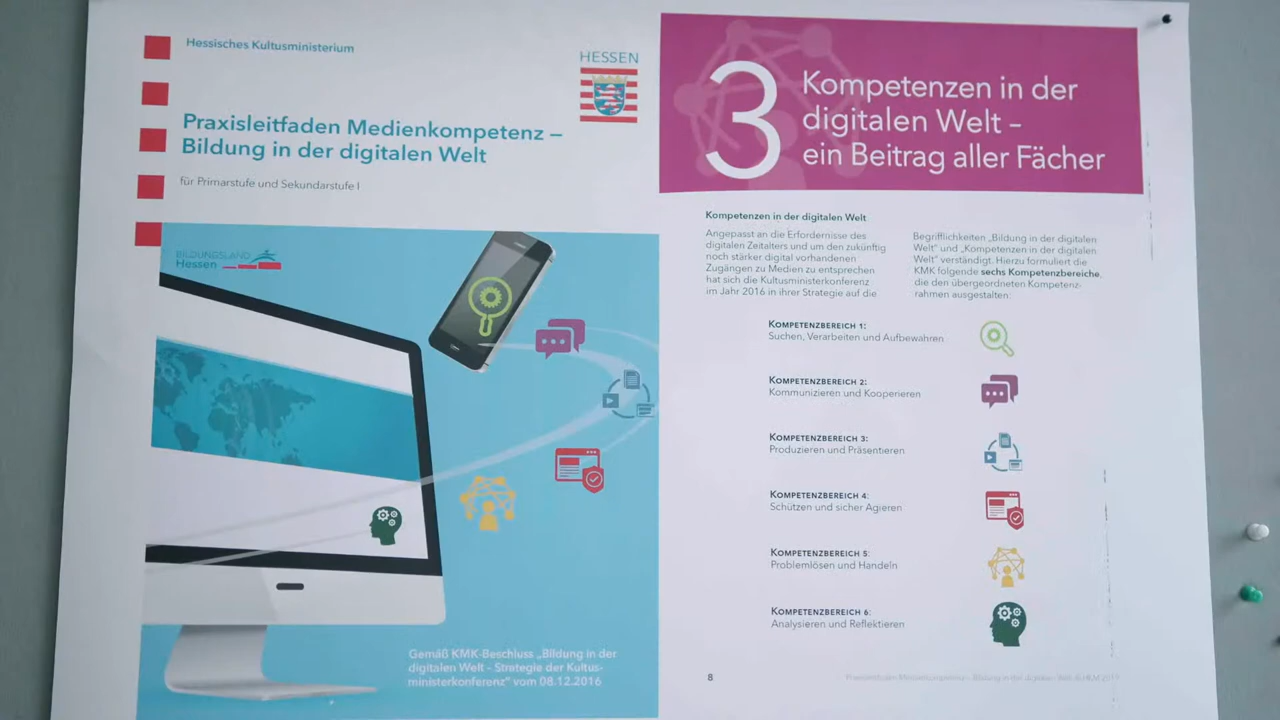 Hessisches Kultusministerium
HESSEN
Praxisleitfaden Medienkompetenz –
Bildung in der digitalen Welt
für Primarstufe und Sekundarstufe I
BILDUNGSLAND
Hessen
Gemäß KMK-Beschluss „Bildung in der
digitalen Welt – Strategie der Kultus-
ministerkonferenz“ vom 08.12.2016
3
Kompetenzen in der
digitalen Welt –
ein Beitrag aller Fächer
Kompetenzen in der digitalen Welt
Angepasst an die Erfordernisse des
digitalen Zeitalters und um den zukünftig
noch stärker digital vorhandenen
Zugängen zu Medien zu entsprechen
hat sich die Kultusministerkonferenz
im Jahr 2016 in ihrer Strategie auf die
Begrifflichkeiten „Bildung in der digitalen
Welt“ und „Kompetenzen in der digitalen
Welt“ verständigt. Hierzu formuliert die
KMK folgende sechs Kompetenzbereiche,
die den übergeordneten Kompetenz-
rahmen ausgestalten:
KOMPETENZBEREICH 1:
Suchen, Verarbeiten und Aufbewahren
KOMPETENZBEREICH 2:
Kommunizieren und Kooperieren
KOMPETENZBEREICH 3:
Produzieren und Präsentieren
KOMPETENZBEREICH 4:
Schützen und sicher Agieren
KOMPETENZBEREICH 5:
Problemlösen und Handeln
KOMPETENZBEREICH 6:
Analysieren und Reflektieren
8
Praxisleitfaden Medienkompetenz – Bildung in der digitalen Welt